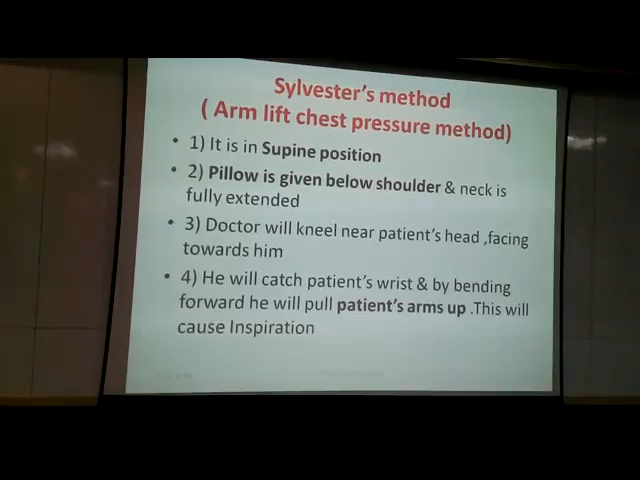 Sylvester's method
( Arm lift chest pressure method)
• 1) It is in Supine position
• 2) Pillow is given below shoulder & neck is
fully extended
• 3) Doctor will kneel near patient's head ,facing
towards him
• 4) He will catch patient's wrist & by bending
forward he will pull patient's arms up .This will
cause Inspiration